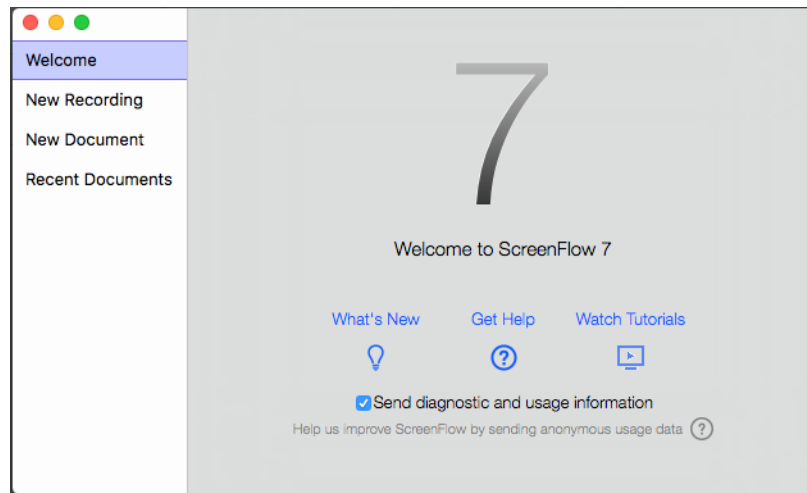 Welcome
New Recording
New Document
Recent Documents
7
Welcome to ScreenFlow 7
What's New
Get Help
Watch Tutorials
Send diagnostic and usage information
Help us improve ScreenFlow by sending anonymous usage data